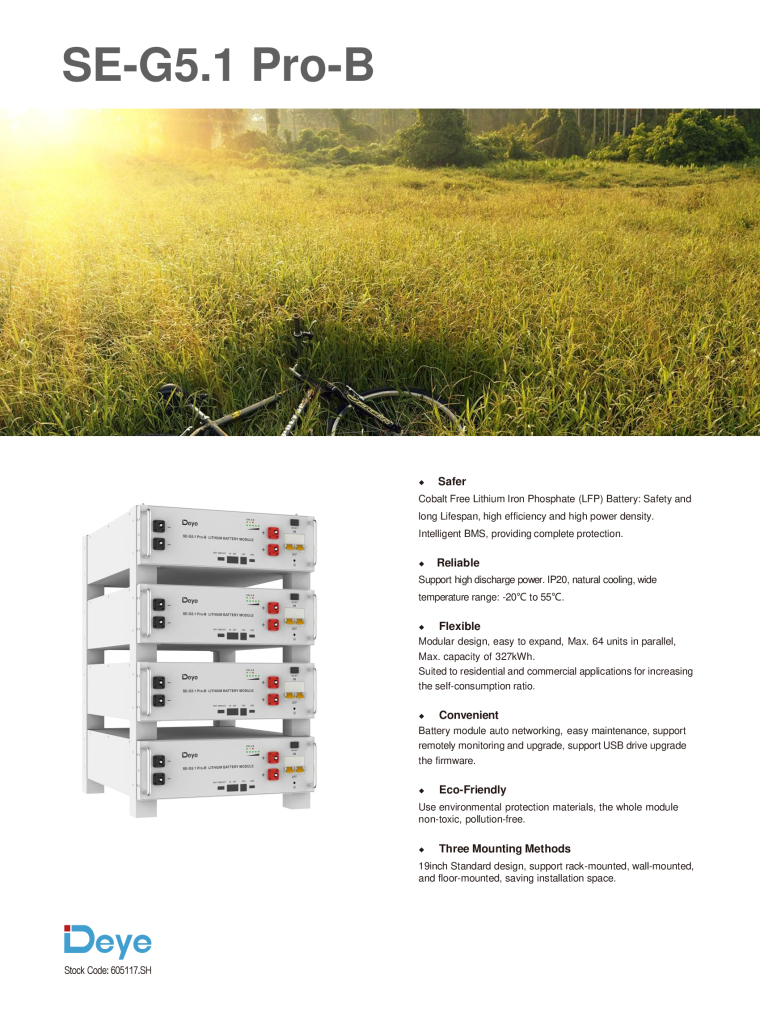 SE-G5.1 Pro-B
Deye
SE-G5.1 Pro-B LITHIUM BATTERY MODULE
Deye
SE-G5.1 Pro-B LITHIUM BATTERY MODULE
Deye
SE-G5.1 Pro-B LITHIUM BATTERY MODULE
Deye
SE-G5.1 Pro-B LITHIUM BATTERY MODULE
◆ Safer
Cobalt Free Lithium Iron Phosphate (LFP) Battery: Safety and
long Lifespan, high efficiency and high power density.
Intelligent BMS, providing complete protection.
◆ Reliable
Support high discharge power. IP20, natural cooling, wide
temperature range: -20℃ to 55℃.
◆ Flexible
Modular design, easy to expand, Max. 64 units in parallel,
Max. capacity of 327kWh.
Suited to residential and commercial applications for increasing
the self-consumption ratio.
◆ Convenient
Battery module auto networking, easy maintenance, support
remotely monitoring and upgrade, support USB drive upgrade
the firmware.
◆ Eco-Friendly
Use environmental protection materials, the whole module
non-toxic, pollution-free.
◆ Three Mounting Methods
19inch Standard design, support rack-mounted, wall-mounted,
and floor-mounted, saving installation space.
Deye
Stock Code: 605117.SH